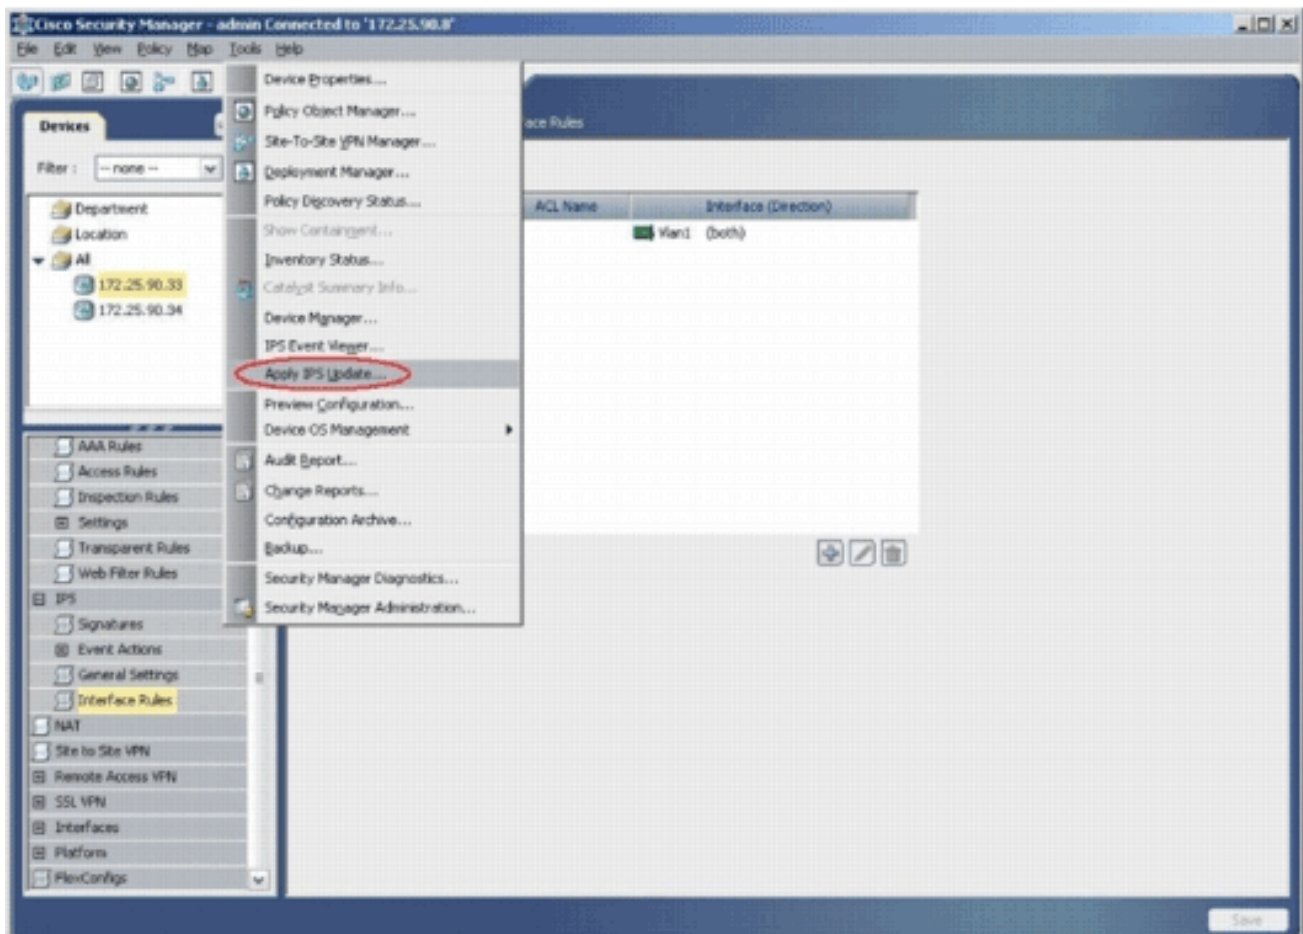 Cisco Security Manager - admin Connected to '172.25.90.8'
File Edit View Policy Map Tools Help
Devices
Filter : -- none --
Department
Location
All
172.25.90.33
172.25.90.34
AAA Rules
Access Rules
Inspection Rules
Settings
Transparent Rules
Web Filter Rules
IPS
Signatures
Event Actions
General Settings
Interface Rules
NAT
Site to Site VPN
Remote Access VPN
SSL VPN
Interfaces
Platform
FlexConfigs
Device Properties...
Policy Object Manager...
Site-To-Site VPN Manager...
Deployment Manager...
Policy Discovery Status...
Show Containment...
Inventory Status...
Catalyst Summary Info...
Device Manager...
IPS Event Viewer...
Apply IPS Update...
Preview Configuration...
Device OS Management
Audit Report...
Change Reports...
Configuration Archive...
Backup...
Security Manager Diagnostics...
Security Manager Administration...
ace Rules
ACL Name Interface (Direction)
Vlan1 (both)
Save